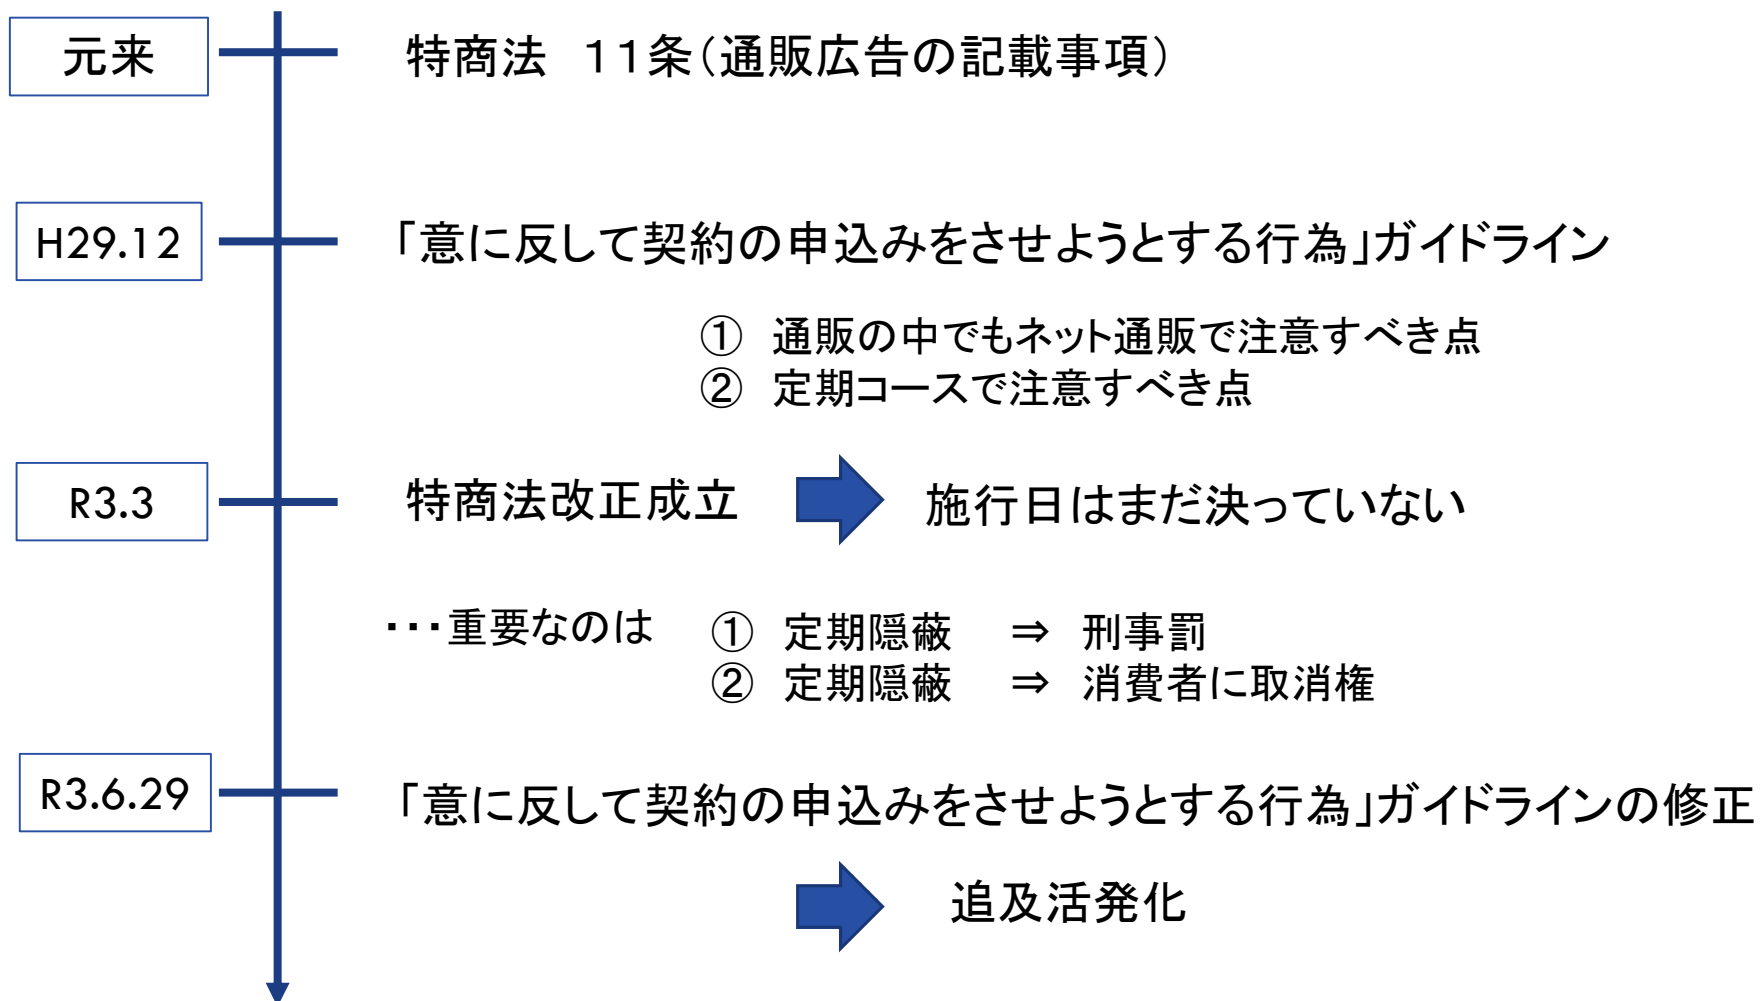 元来 特商法 11条(通販広告の記載事項)
H29.12 「意に反して契約の申込みをさせようとする行為」ガイドライン
① 通販の中でもネット通販で注意すべき点
② 定期コースで注意すべき点
R3.3 特商法改正成立 施行日はまだ決っていない
・・・重要なのは ① 定期隠蔽 ⇒ 刑事罰
② 定期隠蔽 ⇒ 消費者に取消権
R3.6.29 「意に反して契約の申込みをさせようとする行為」ガイドラインの修正
追及活発化